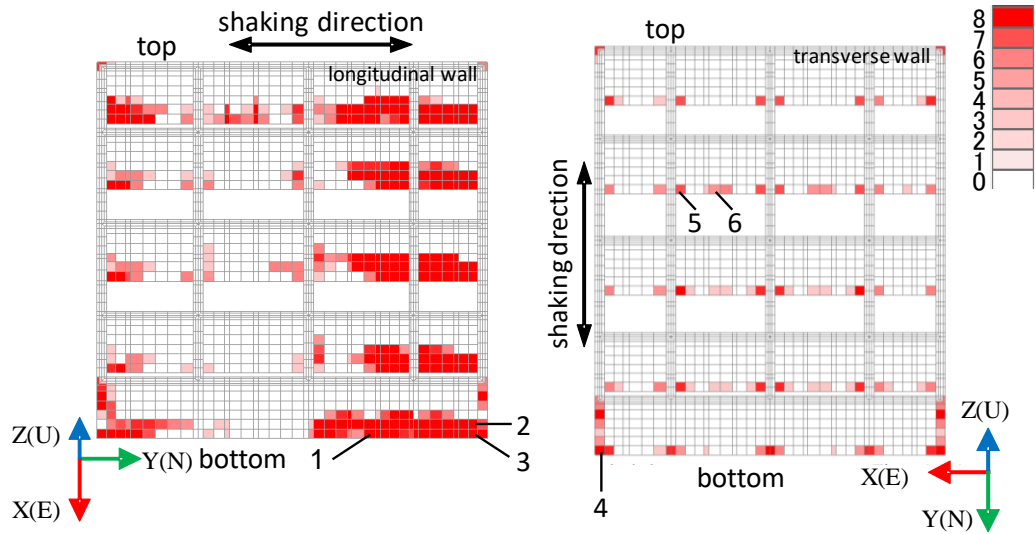 shaking direction
top
longitudinal wall
Z(U)
Y(N)
X(E)
bottom
1
2
3
top
transverse wall
shaking direction
5
6
4
bottom
X(E)
Z(U)
Y(N)
8
7
6
5
4
3
2
1
0